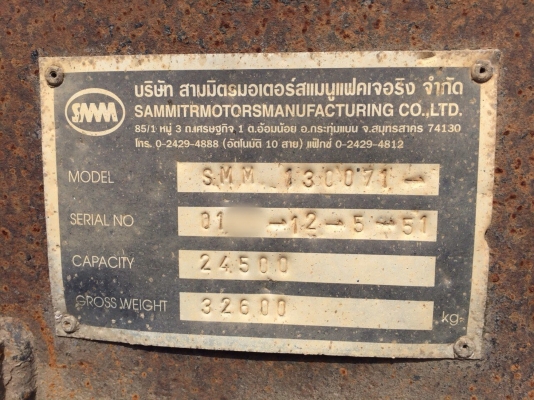 บริษัท สามมิตรมอเตอร์สแมนูแฟคเจอริง จำกัด
SMM
SAMMITRMOTORSMANUFACTURING CO.,LTD.
85/1 หมู่ 3 ถ.เศรษฐกิจ 1 ต.อ้อมน้อย อ.กระทุ่มแบน จ.สมุทรสาคร 74130
โทร. 0-2429-4888 (อัตโนมัติ 10 สาย) แฟ็กซ์ 0-2429-4812
MODEL SMM 130071 →
SERIAL NO 01 → 12 → 5 → 51
CAPACITY 24500
GROSS WEIGHT 32600 kg.